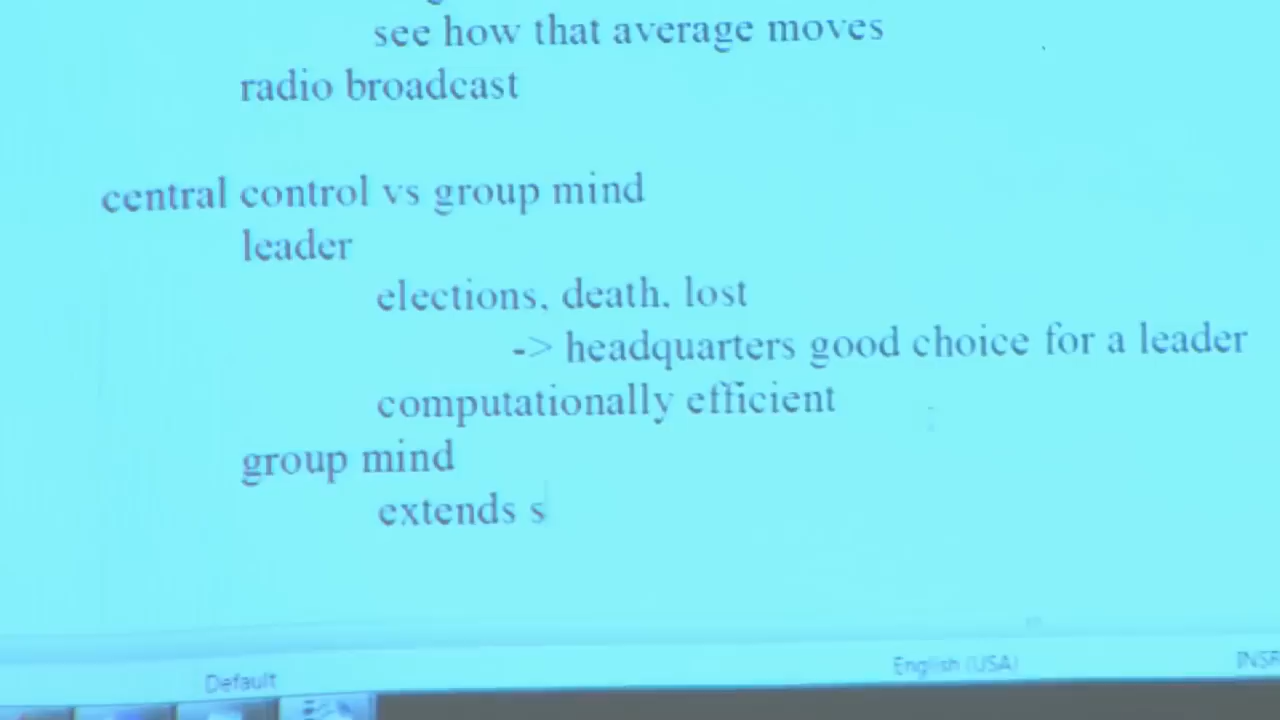 see how that average moves
radio broadcast
central control vs group mind
leader
elections, death, lost
-> headquarters good choice for a leader
computationally efficient
group mind
extends s
Default
English (USA)